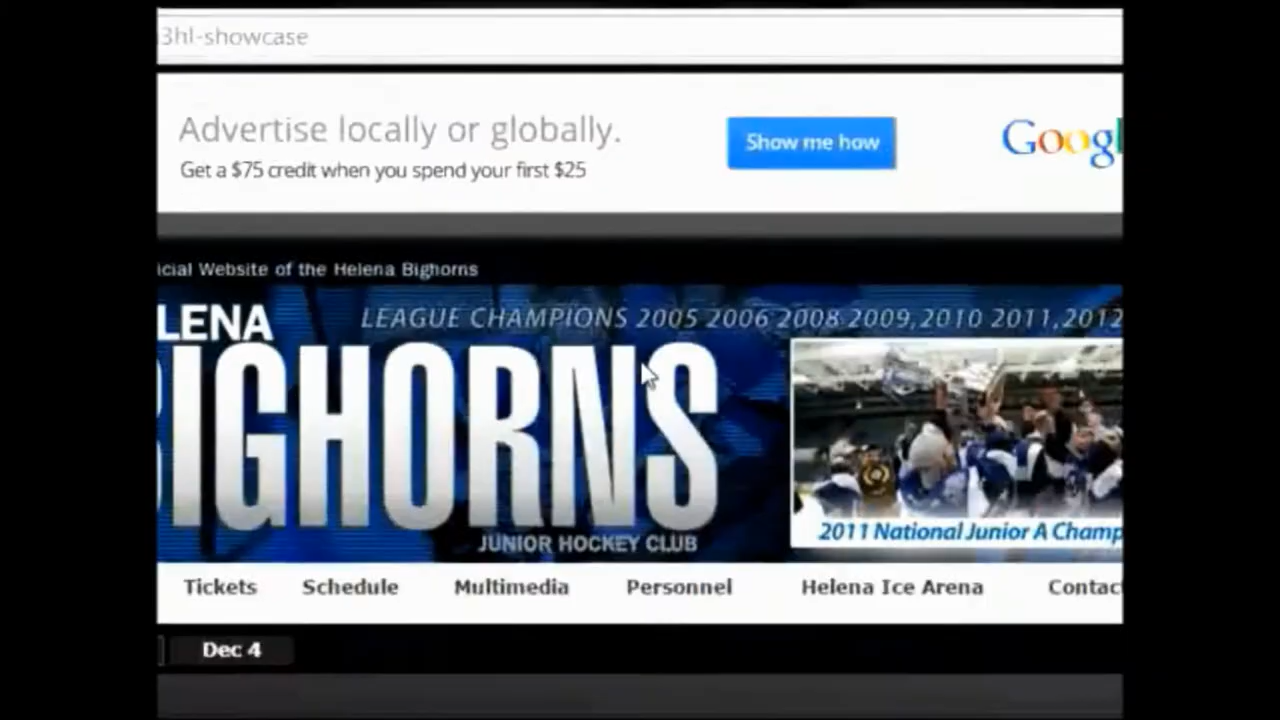 3hl-showcase
Advertise locally or globally.
Get a $75 credit when you spend your first $25
Show me how
Googl
icial Website of the Helena Bighorns
LENA
LEAGUE CHAMPIONS 2005 2006 2008 2009,2010 2011,2012
BIGHORNS
JUNIOR HOCKEY CLUB
2011 National Junior A Champ
Tickets Schedule Multimedia Personnel Helena Ice Arena Contac
Dec 4